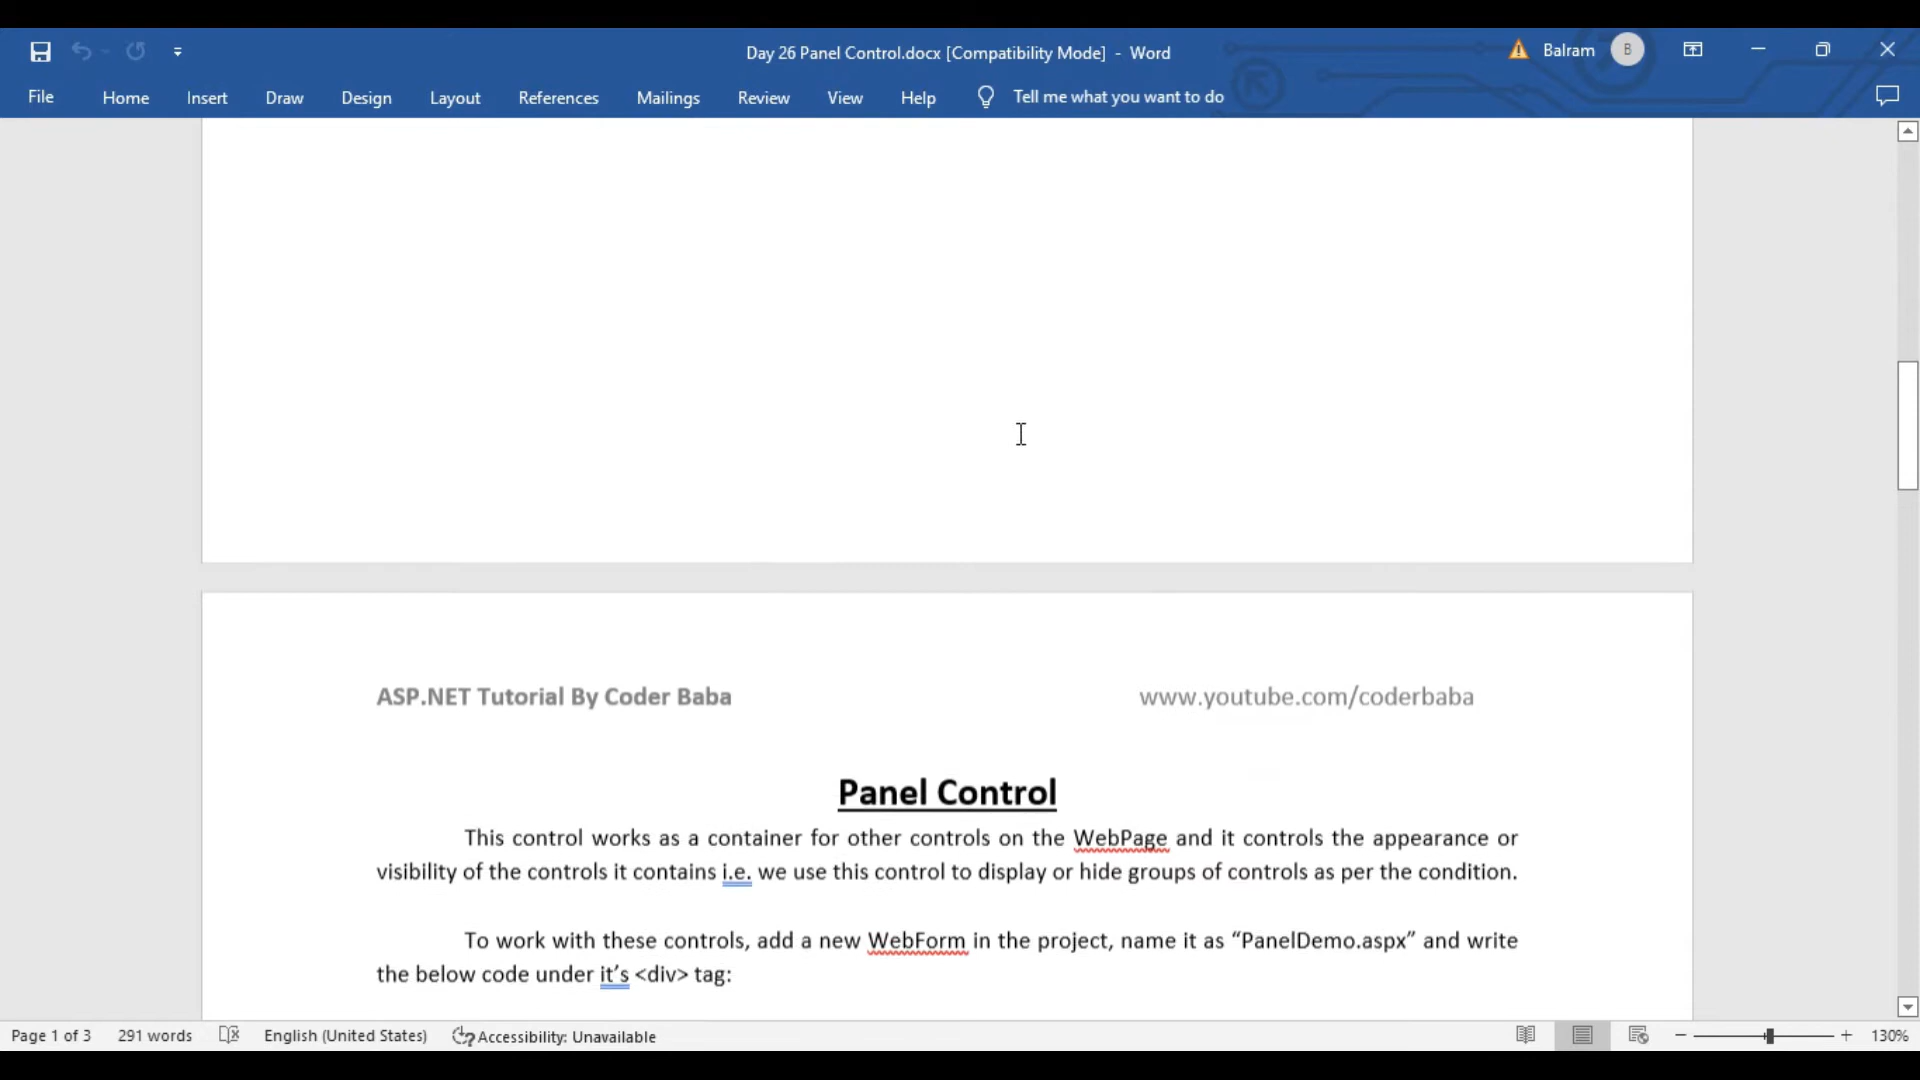 Day 26 Panel Control.docx [Compatibility Mode] - Word
Balram
B
File Home Insert Draw Design Layout References Mailings Review View Help Tell me what you want to do
ASP.NET Tutorial By Coder Baba www.youtube.com/coderbaba
Panel Control
This control works as a container for other controls on the WebPage and it controls the appearance or
visibility of the controls it contains i.e. we use this control to display or hide groups of controls as per the condition.
To work with these controls, add a new WebForm in the project, name it as “PanelDemo.aspx” and write
the below code under it’s <div> tag:
Page 1 of 3 291 words English (United States) Accessibility: Unavailable 130%